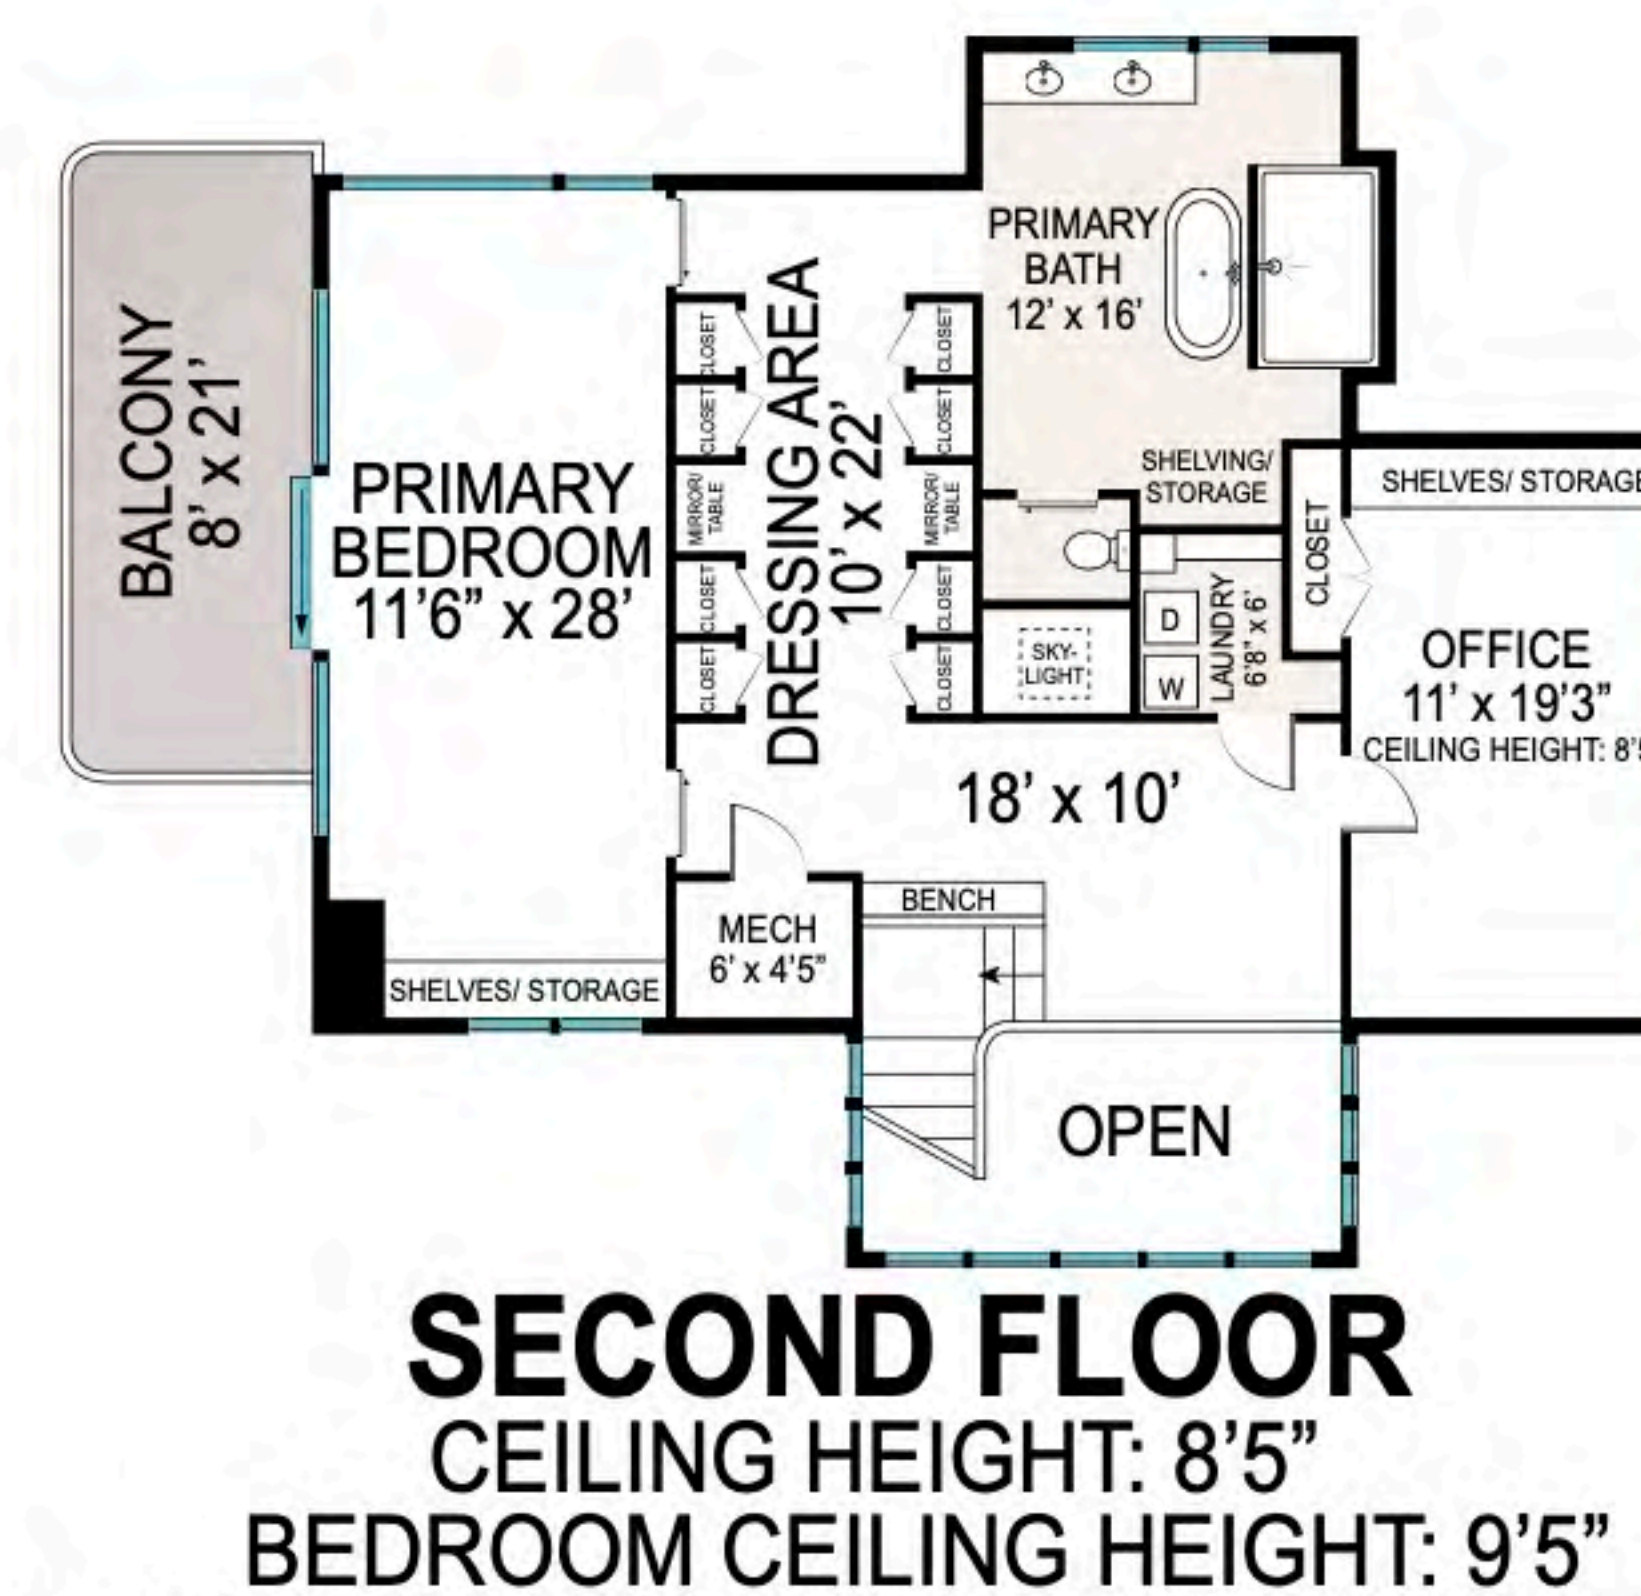 BALCONY
8' x 21'
PRIMARY
BEDROOM
11'6” x 28'
SHELVES/ STORAGE
CLOSET
CLOSET
MIRROR/
TABLE
CLOSET
CLOSET
DRESSING AREA
10' x 22'
CLOSET
CLOSET
MIRROR/
TABLE
CLOSET
CLOSET
PRIMARY
BATH
12' x 16'
SHELVING/
STORAGE
SKY-
LIGHT
D
W
LAUNDRY
6'8” x 6'
CLOSET
SHELVES/ STORAGE
OFFICE
11' x 19'3”
CEILING HEIGHT: 8'5
18' x 10'
MECH
6' x 4'5”
BENCH
OPEN
SECOND FLOOR
CEILING HEIGHT: 8'5”
BEDROOM CEILING HEIGHT: 9'5”